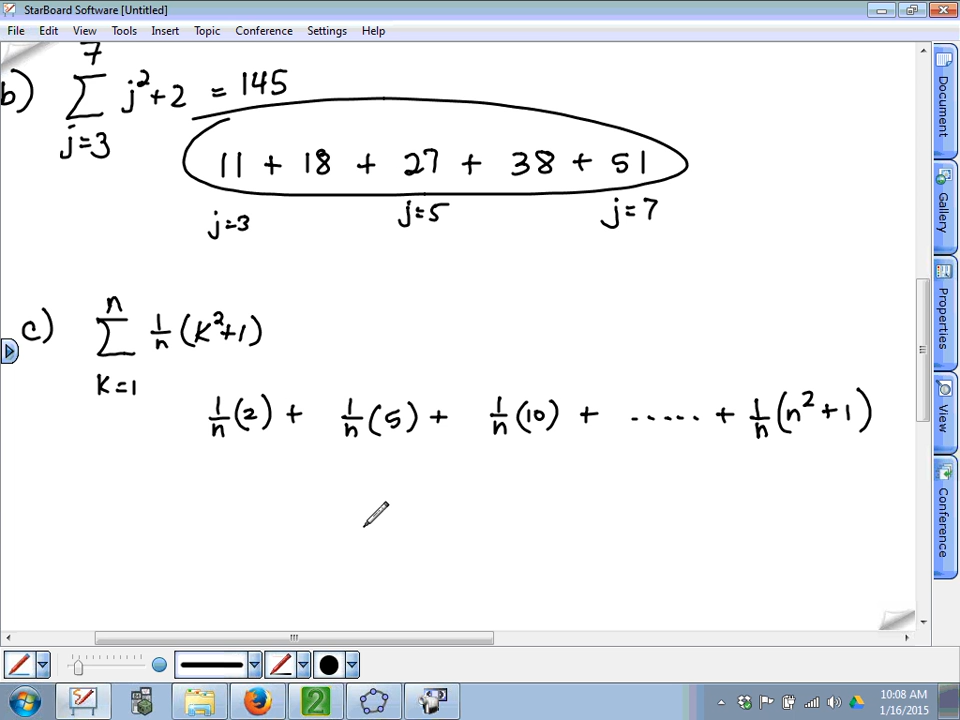 StarBoard Software [Untitled]
File Edit View Tools Insert Topic Conference Settings Help
7
b) ∑ j²+2 = 145
j=3
11 + 18 + 27 + 38 + 51
j=3 j=5 j=7
n
c) ∑ 1/n (K²+1)
K=1
1/n (2) + 1/n (5) + 1/n (10) + ..... + 1/n (n²+1)
Document
Gallery
Properties
View
Conference
10:08 AM
1/16/2015